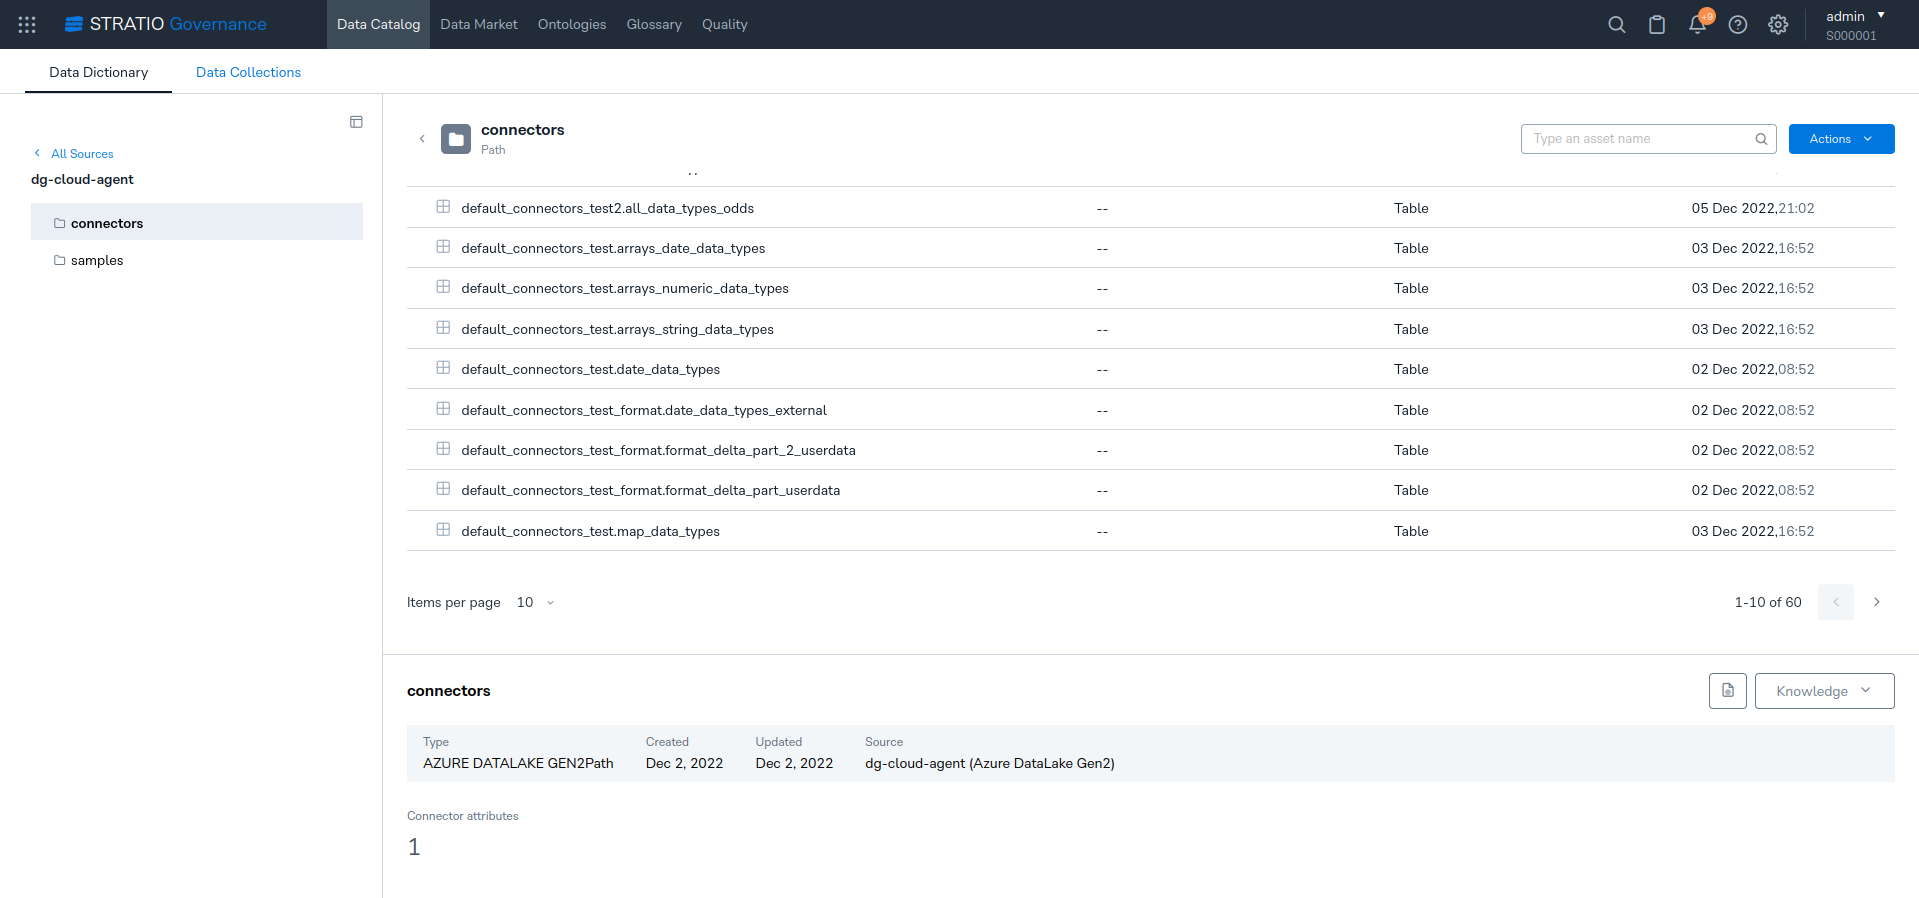 STRATIO Governance
Data Catalog Data Market Ontologies Glossary Quality
+9
admin
S000001
Data Dictionary Data Collections
All Sources
dg-cloud-agent
connectors
samples
connectors
Path
Type an asset name
Actions
default_connectors_test2.all_data_types_odds -- Table 05 Dec 2022,21:02
default_connectors_test.arrays_date_data_types -- Table 03 Dec 2022,16:52
default_connectors_test.arrays_numeric_data_types -- Table 03 Dec 2022,16:52
default_connectors_test.arrays_string_data_types -- Table 03 Dec 2022,16:52
default_connectors_test.date_data_types -- Table 02 Dec 2022,08:52
default_connectors_test_format.date_data_types_external -- Table 02 Dec 2022,08:52
default_connectors_test_format.format_delta_part_2_userdata -- Table 02 Dec 2022,08:52
default_connectors_test_format.format_delta_part_userdata -- Table 02 Dec 2022,08:52
default_connectors_test.map_data_types -- Table 03 Dec 2022,16:52
Items per page 10
1-10 of 60
connectors
Knowledge
Type Created Updated Source
AZURE DATALAKE GEN2Path Dec 2, 2022 Dec 2, 2022 dg-cloud-agent (Azure DataLake Gen2)
Connector attributes
1